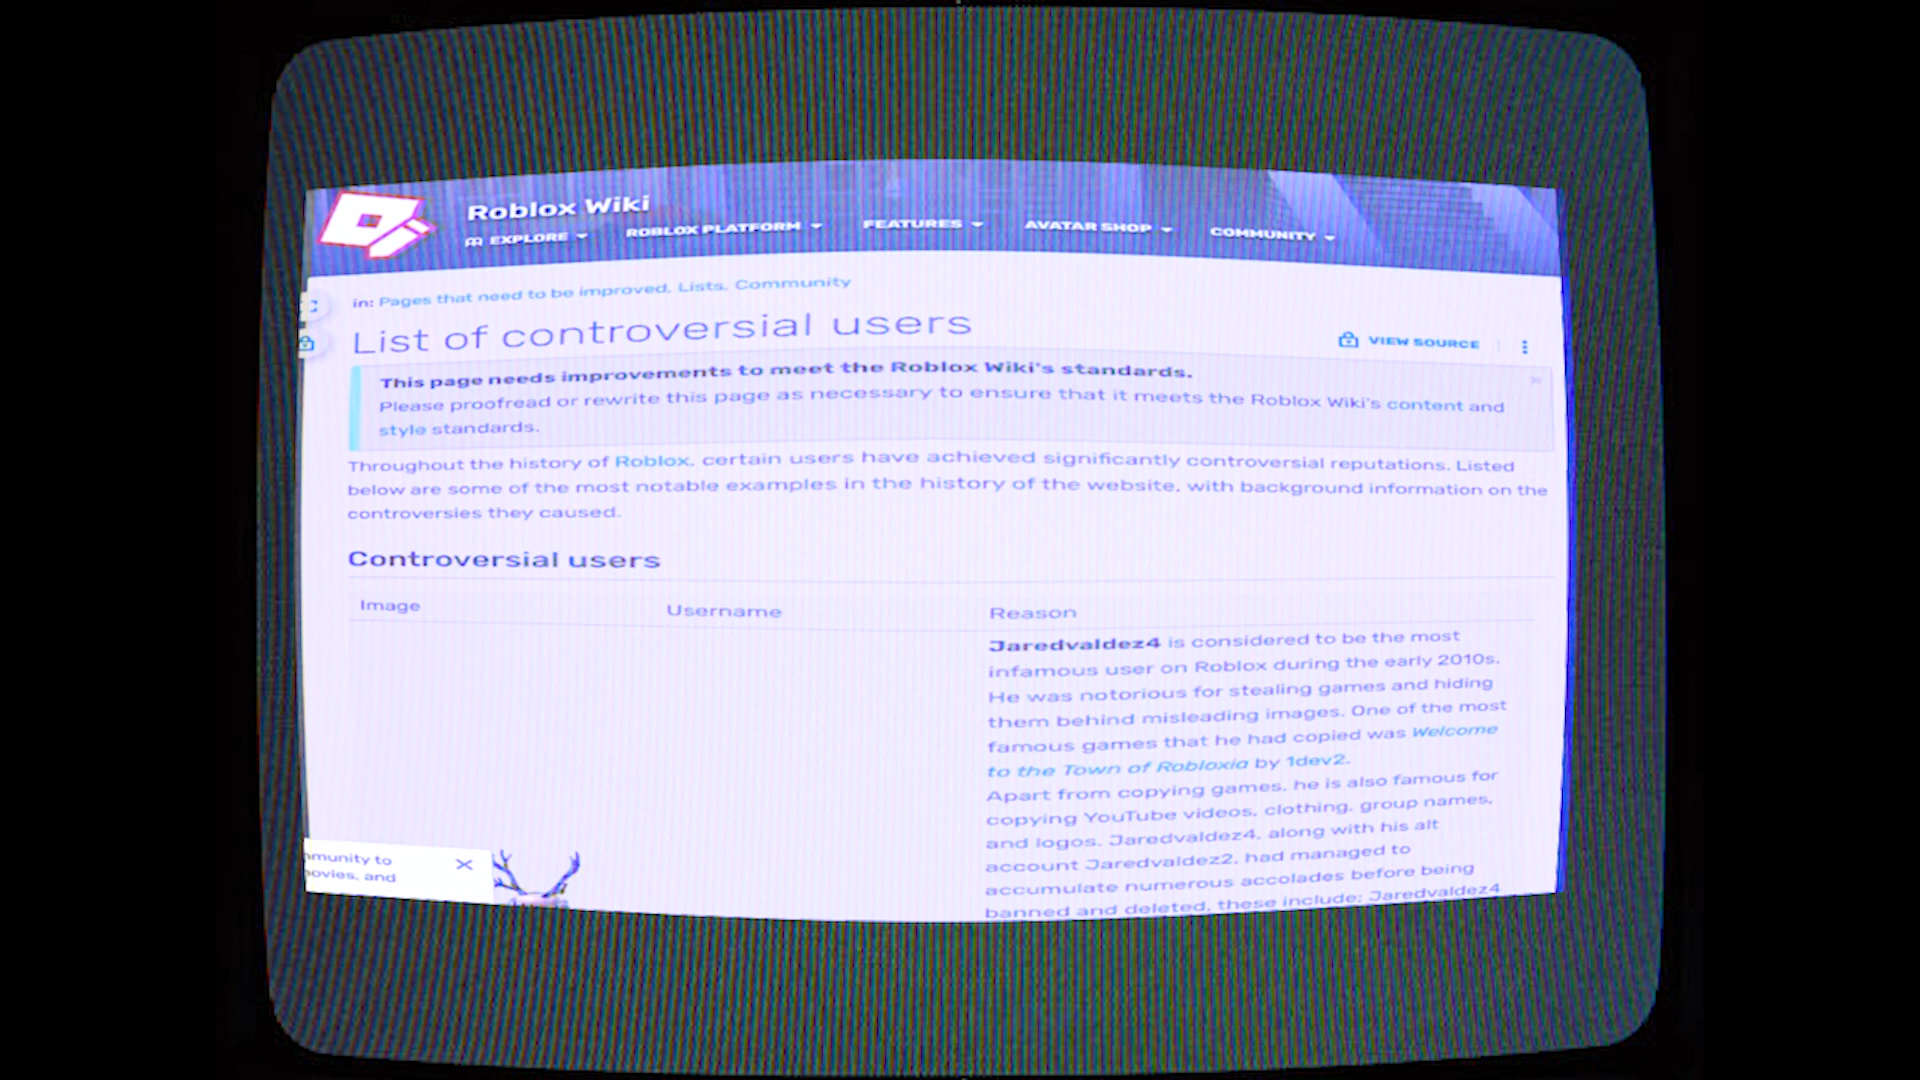 Roblox Wiki
EXPLORE ROBLOX PLATFORM FEATURES AVATAR SHOP COMMUNITY
in: Pages that need to be improved, Lists, Community
List of controversial users
VIEW SOURCE
This page needs improvements to meet the Roblox Wiki's standards.
Please proofread or rewrite this page as necessary to ensure that it meets the Roblox Wiki's content and
style standards.
Throughout the history of Roblox, certain users have achieved significantly controversial reputations. Listed
below are some of the most notable examples in the history of the website, with background information on the
controversies they caused.
Controversial users
Image Username Reason
Jaredvaldez4 is considered to be the most
infamous user on Roblox during the early 2010s.
He was notorious for stealing games and hiding
them behind misleading images. One of the most
famous games that he had copied was Welcome
to the Town of Robloxia by 1dev2.
Apart from copying games, he is also famous for
copying YouTube videos, clothing, group names,
and logos. Jaredvaldez4, along with his alt
account Jaredvaldez2, had managed to
accumulate numerous accolades before being
banned and deleted, these include: Jaredvaldez4
mmunity to
movies, and